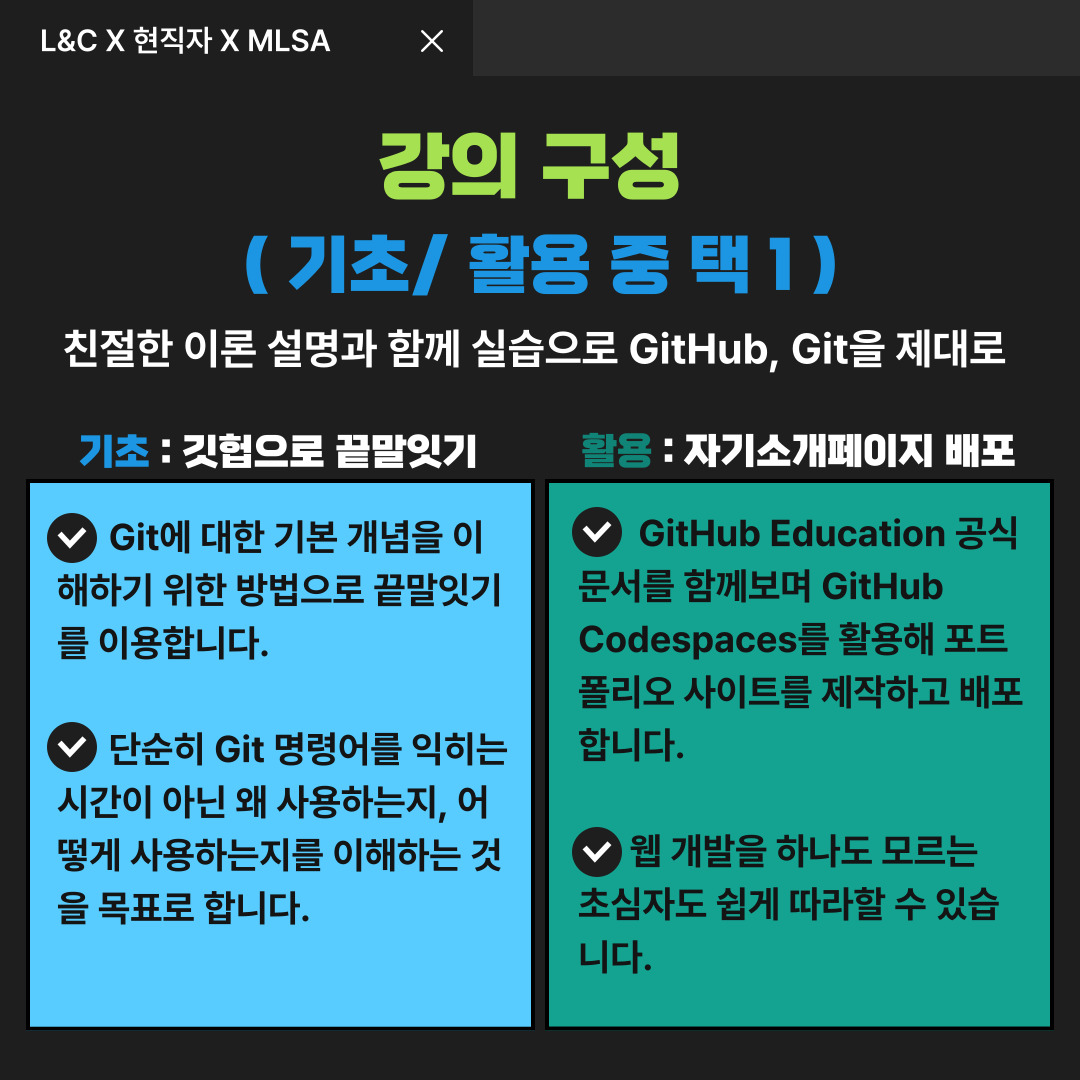 L&C X 현직자 X MLSA
강의 구성
( 기초/ 활용 중 택 1 )
친절한 이론 설명과 함께 실습으로 GitHub, Git을 제대로
기초 : 깃헙으로 끝말잇기
Git에 대한 기본 개념을 이
해하기 위한 방법으로 끝말잇기
를 이용합니다.
단순히 Git 명령어를 익히는
시간이 아닌 왜 사용하는지, 어
떻게 사용하는지를 이해하는 것
을 목표로 합니다.
활용 : 자기소개페이지 배포
GitHub Education 공식
문서를 함께보며 GitHub
Codespaces를 활용해 포트
폴리오 사이트를 제작하고 배포
합니다.
웹 개발을 하나도 모르는
초심자도 쉽게 따라할 수 있습
니다.